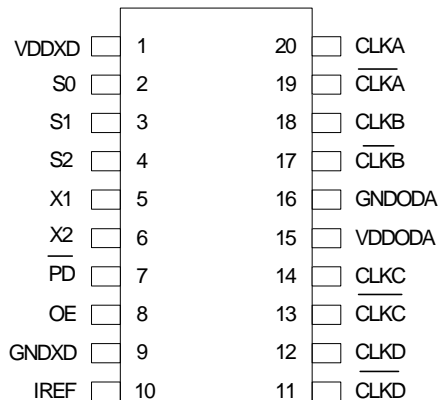 VDDXD 1 20 CLKA
S0 2 19 CLKA
S1 3 18 CLKB
S2 4 17 CLKB
X1 5 16 GNDODA
X2 6 15 VDDODA
PD 7 14 CLKC
OE 8 13 CLKC
GNDXD 9 12 CLKD
IREF 10 11 CLKD